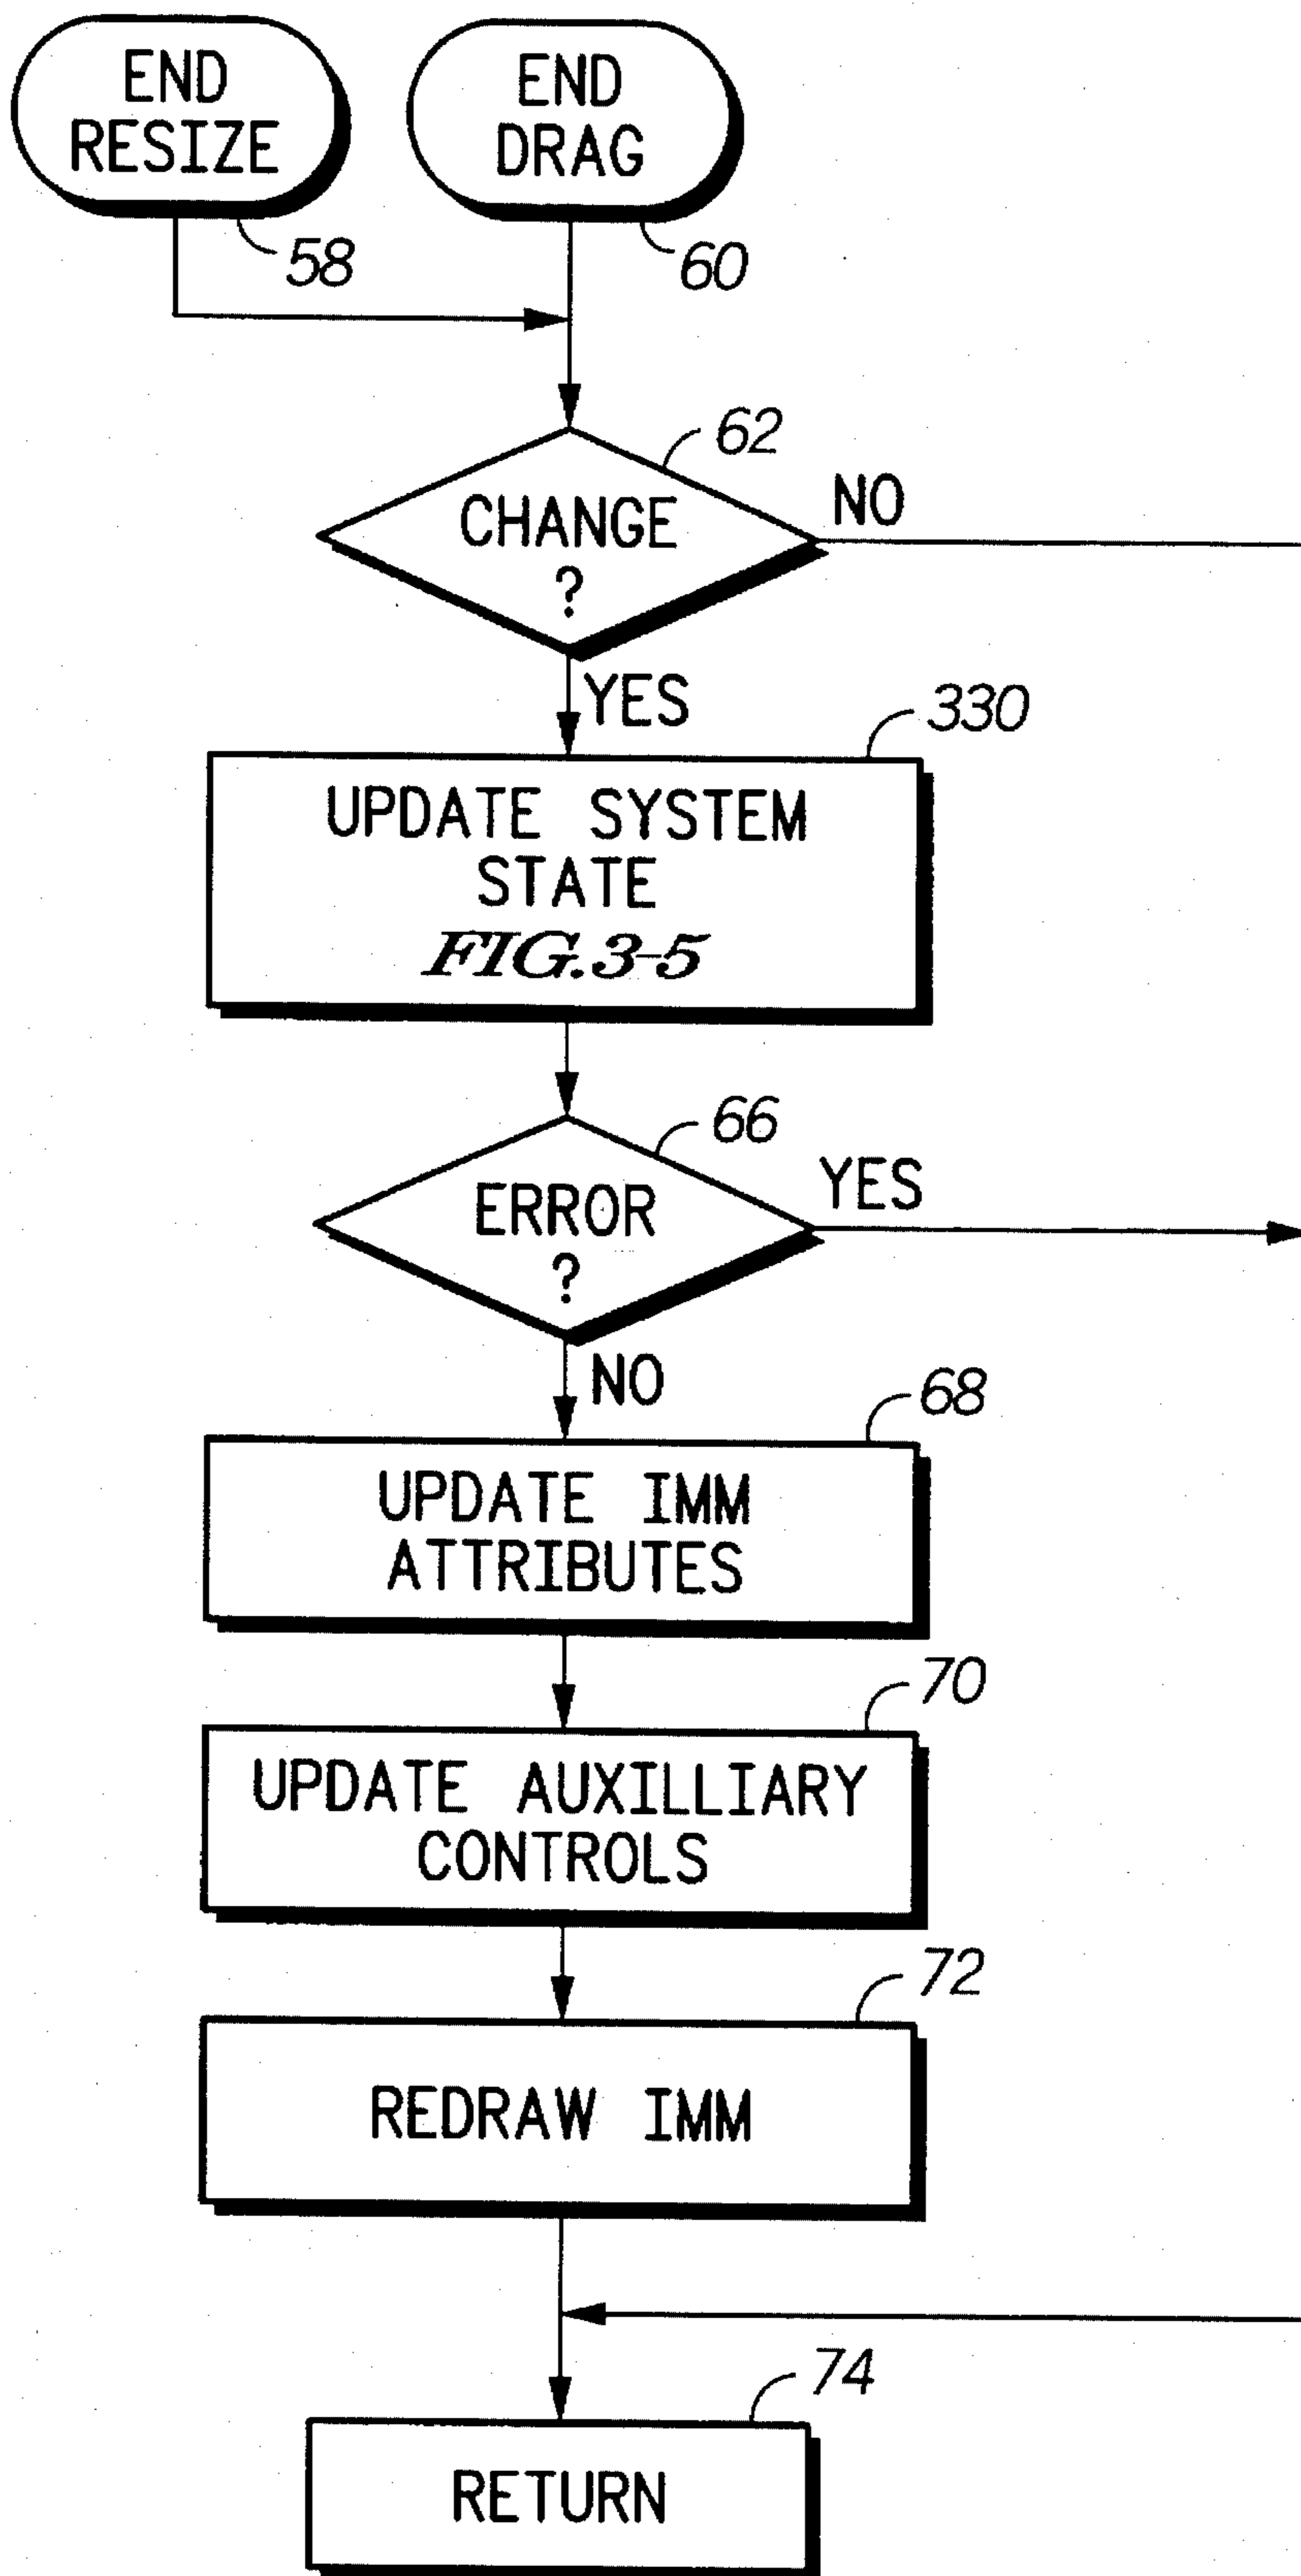 END
RESIZE
58
END
DRAG
60
62
CHANGE
?
NO
YES
330
UPDATE SYSTEM
STATE
FIG.3-5
66
ERROR
?
YES
NO
68
UPDATE IMM
ATTRIBUTES
70
UPDATE AUXILLIARY
CONTROLS
72
REDRAW IMM
74
RETURN